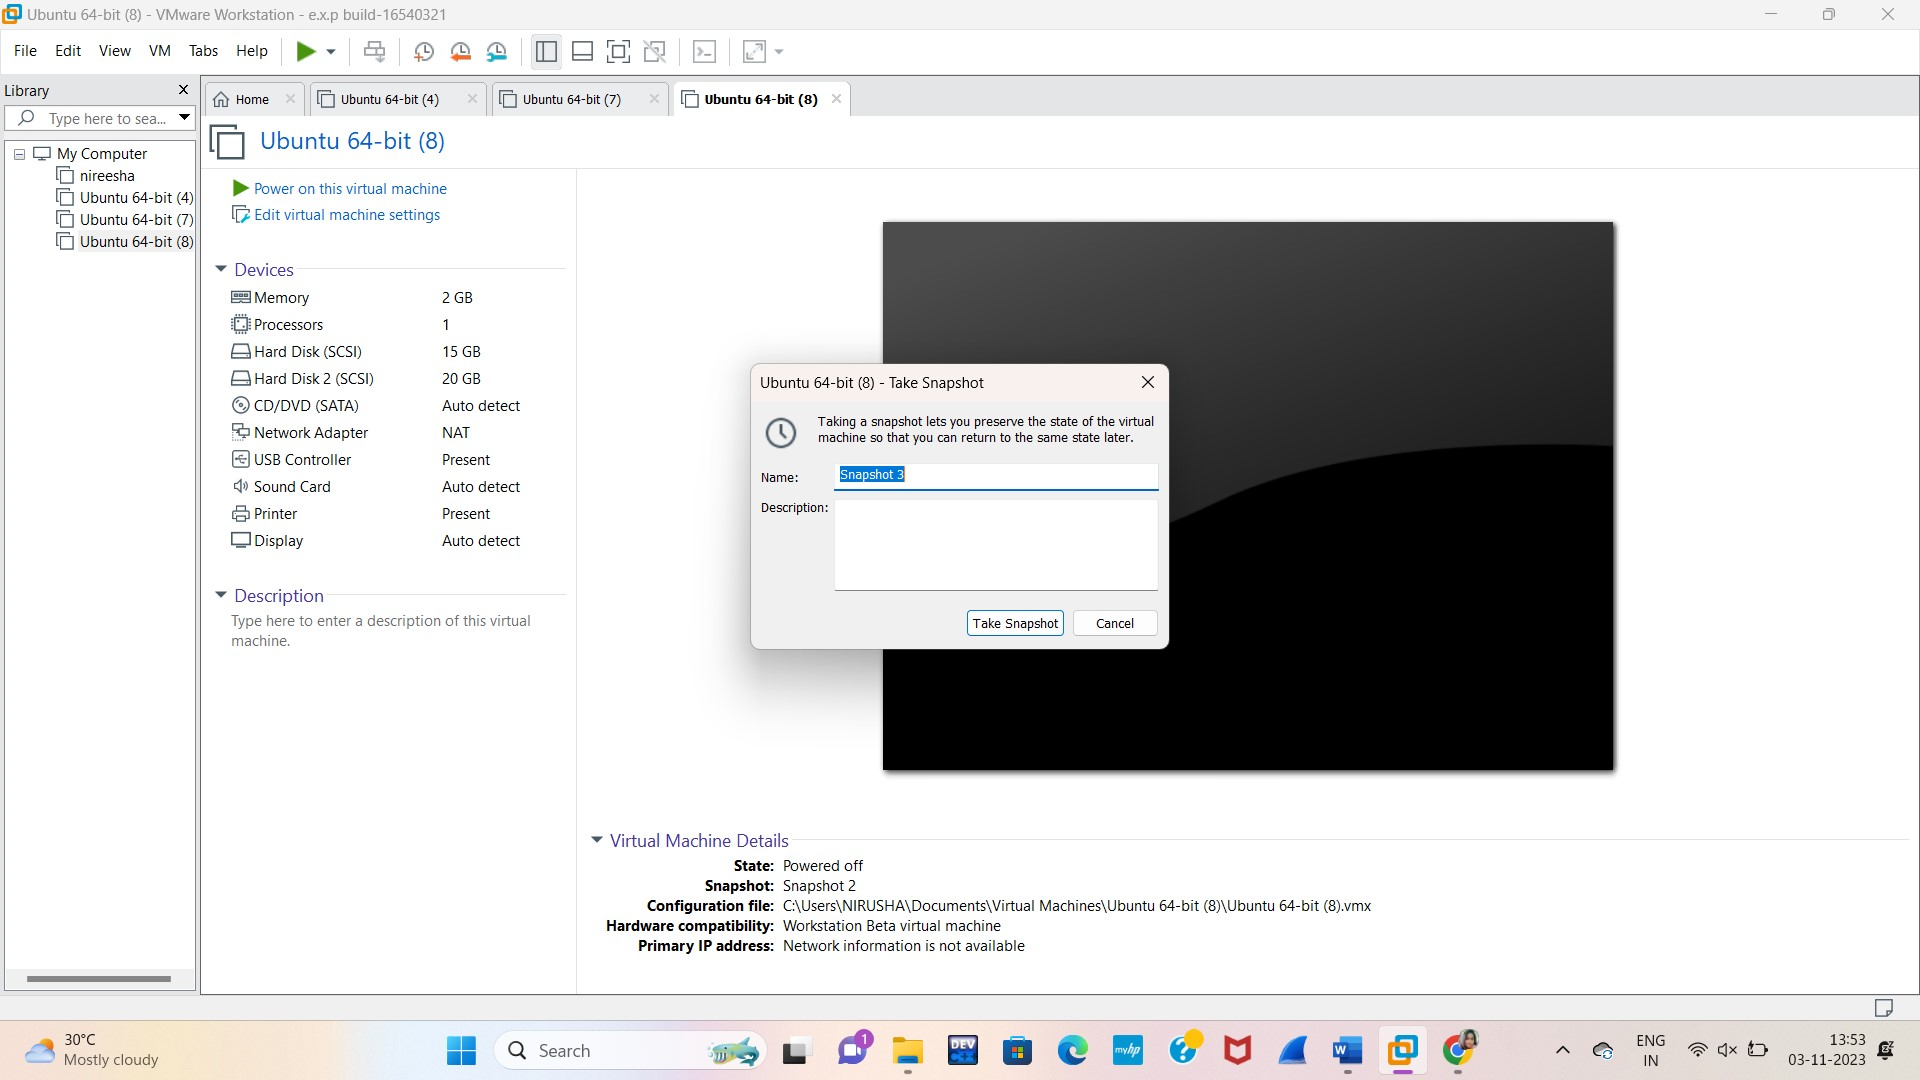 Ubuntu 64-bit (8) - VMware Workstation - e.x.p build-16540321
File Edit View VM Tabs Help
Library
Type here to sea...
My Computer
nireesha
Ubuntu 64-bit (4)
Ubuntu 64-bit (7)
Ubuntu 64-bit (8)
Home
Ubuntu 64-bit (4)
Ubuntu 64-bit (7)
Ubuntu 64-bit (8)
Ubuntu 64-bit (8)
Power on this virtual machine
Edit virtual machine settings
Devices
Memory 2 GB
Processors 1
Hard Disk (SCSI) 15 GB
Hard Disk 2 (SCSI) 20 GB
CD/DVD (SATA) Auto detect
Network Adapter NAT
USB Controller Present
Sound Card Auto detect
Printer Present
Display Auto detect
Description
Type here to enter a description of this virtual
machine.
Ubuntu 64-bit (8) - Take Snapshot
Taking a snapshot lets you preserve the state of the virtual
machine so that you can return to the same state later.
Name: Snapshot 3
Description:
Take Snapshot Cancel
Virtual Machine Details
State: Powered off
Snapshot: Snapshot 2
Configuration file: C:\Users\NIRUSHA\Documents\Virtual Machines\Ubuntu 64-bit (8)\Ubuntu 64-bit (8).vmx
Hardware compatibility: Workstation Beta virtual machine
Primary IP address: Network information is not available
30°C
Mostly cloudy
Search
1
DEV
C++
myhp
W
ENG
IN
13:53
03-11-2023